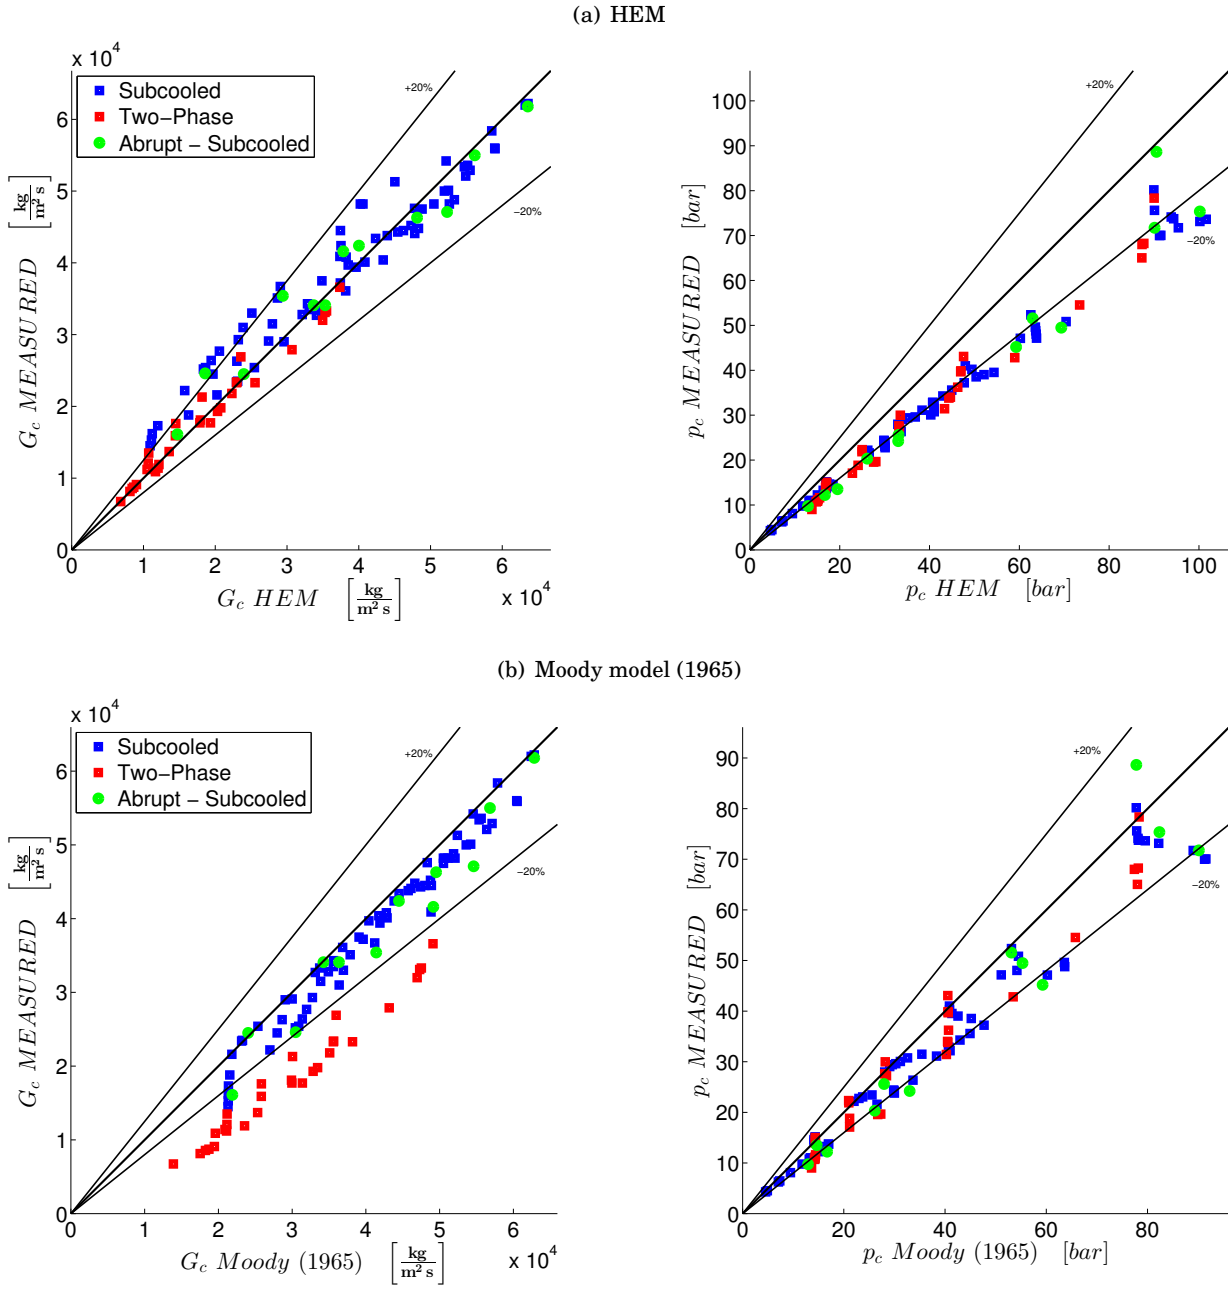 (a) HEM
x 10^4
Subcooled
Two−Phase
Abrupt − Subcooled
+20%
−20%
G_c MEASURED [kg/m² s]
6
5
4
3
2
1
0
0 1 2 3 4 5 6
x 10^4
G_c HEM [kg/m² s]
+20%
−20%
p_c MEASURED [bar]
100
90
80
70
60
50
40
30
20
10
0
0 20 40 60 80 100
p_c HEM [bar]
(b) Moody model (1965)
x 10^4
Subcooled
Two−Phase
Abrupt − Subcooled
+20%
−20%
G_c MEASURED [kg/m² s]
6
5
4
3
2
1
0
0 1 2 3 4 5 6
x 10^4
G_c Moody (1965) [kg/m² s]
+20%
−20%
p_c MEASURED [bar]
90
80
70
60
50
40
30
20
10
0
0 20 40 60 80
p_c Moody (1965) [bar]